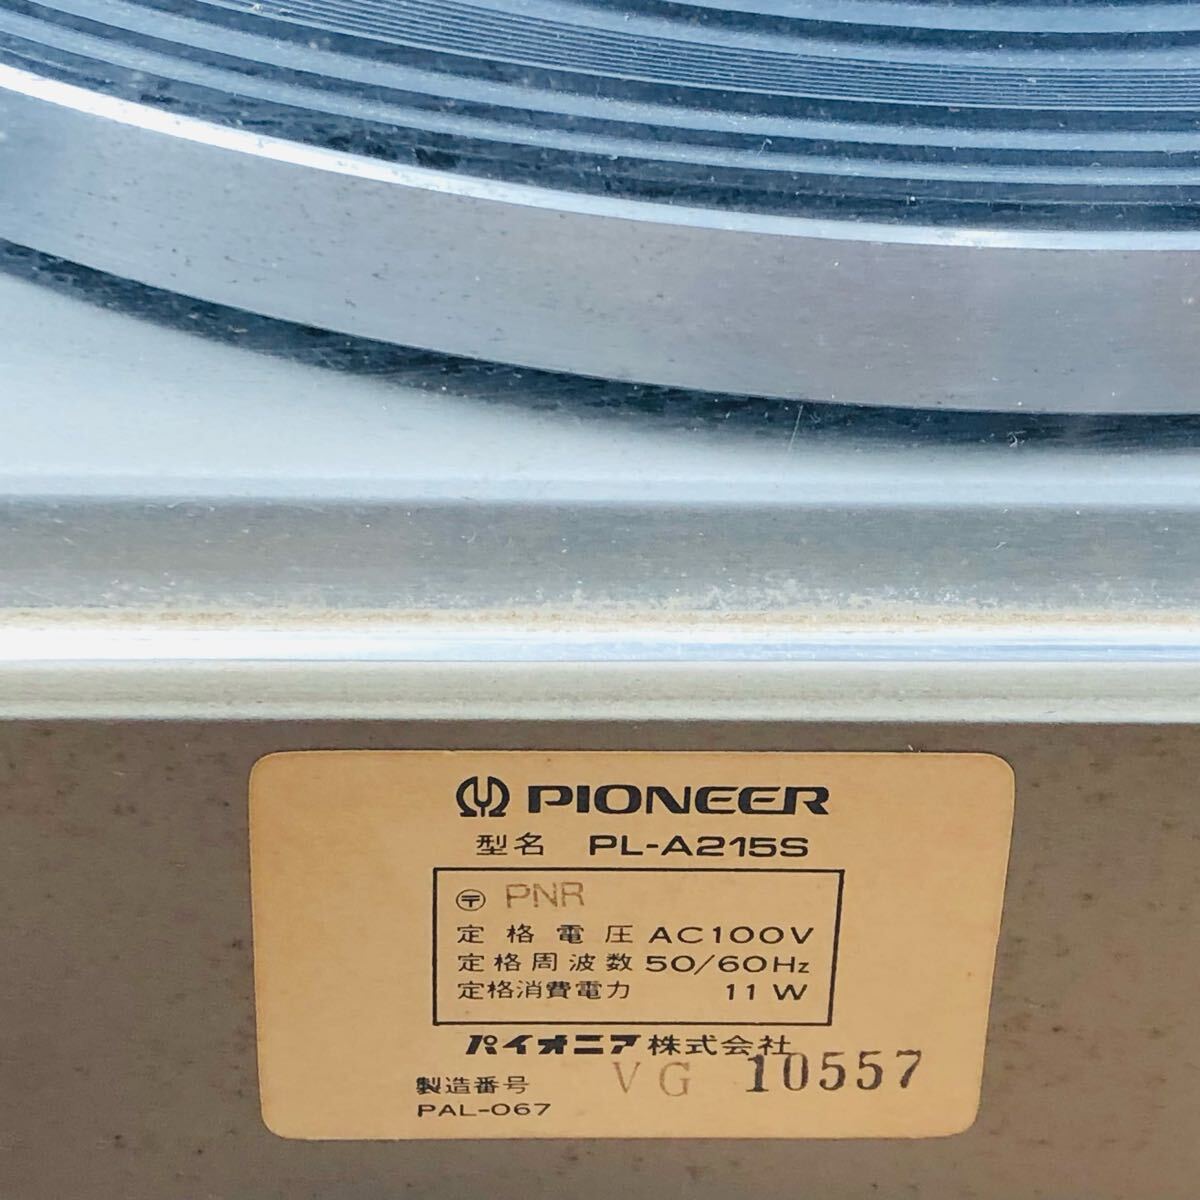 PIONEER
型名 PL-A215S
〶 PNR
定格電圧 AC100V
定格周波数 50/60Hz
定格消費電力 11W
パイオニア株式会社
製造番号 VG 10557
PAL-067